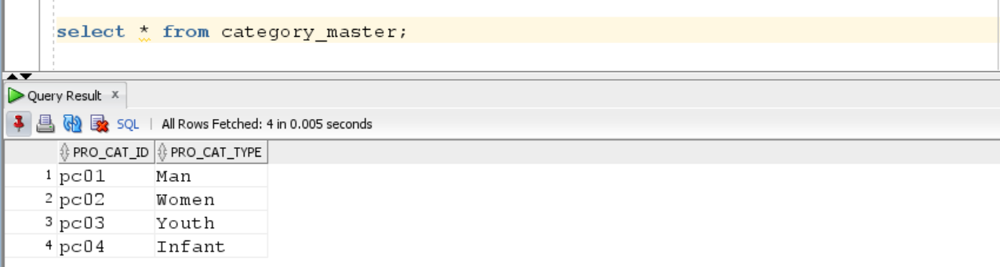 select * from category_master;
Query Result x
SQL | All Rows Fetched: 4 in 0.005 seconds
PRO_CAT_ID PRO_CAT_TYPE
1 pc01 Man
2 pc02 Women
3 pc03 Youth
4 pc04 Infant